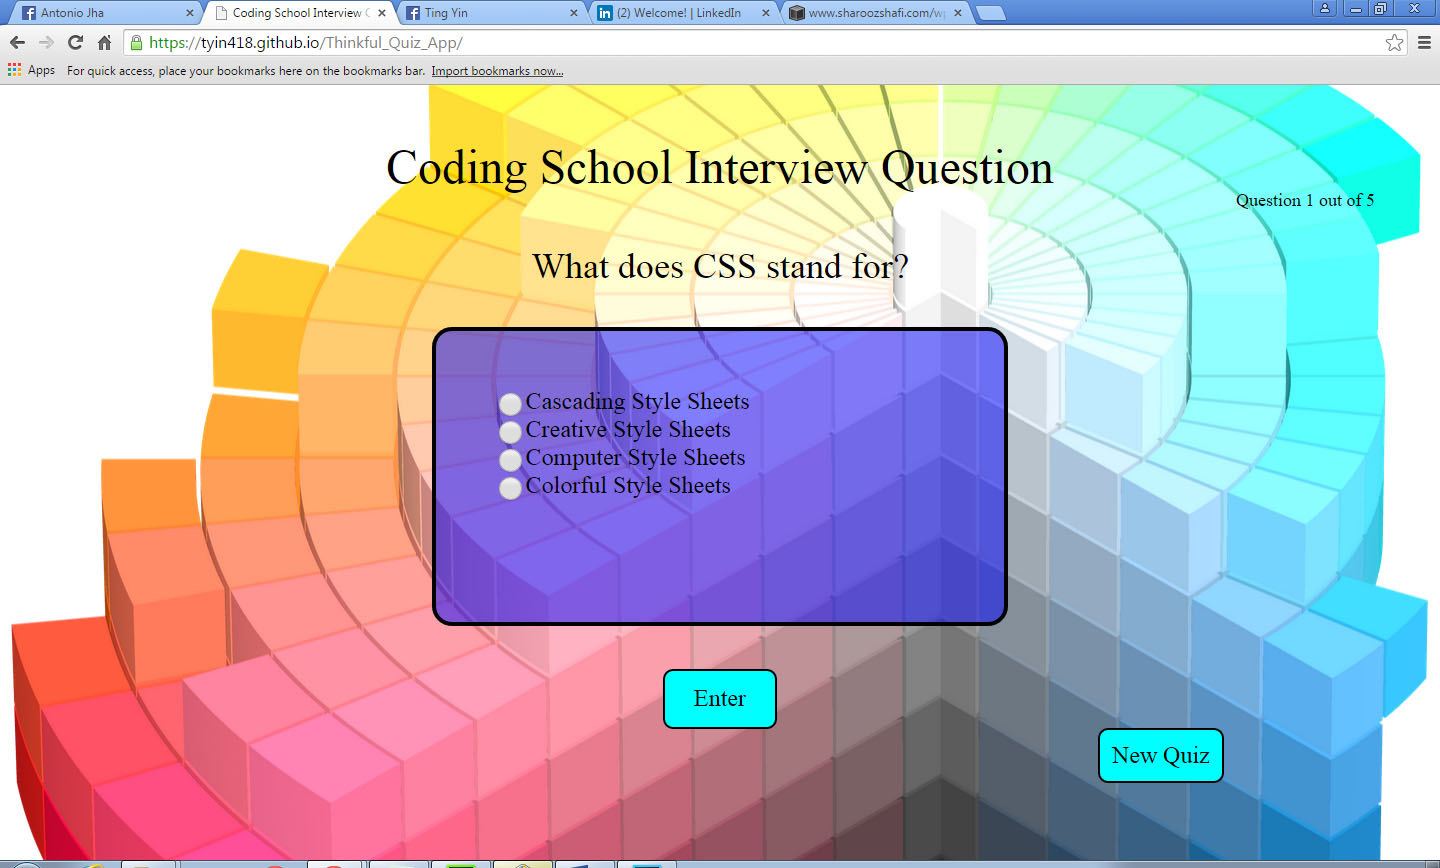 Antonio Jha
Coding School Interview
Ting Yin
(2) Welcome! | LinkedIn
www.sharoozshafi.com/wp
https://tyin418.github.io/Thinkful_Quiz_App/
Apps
For quick access, place your bookmarks here on the bookmarks bar. Import bookmarks now...
Coding School Interview Question
Question 1 out of 5
What does CSS stand for?
Cascading Style Sheets
Creative Style Sheets
Computer Style Sheets
Colorful Style Sheets
Enter
New Quiz